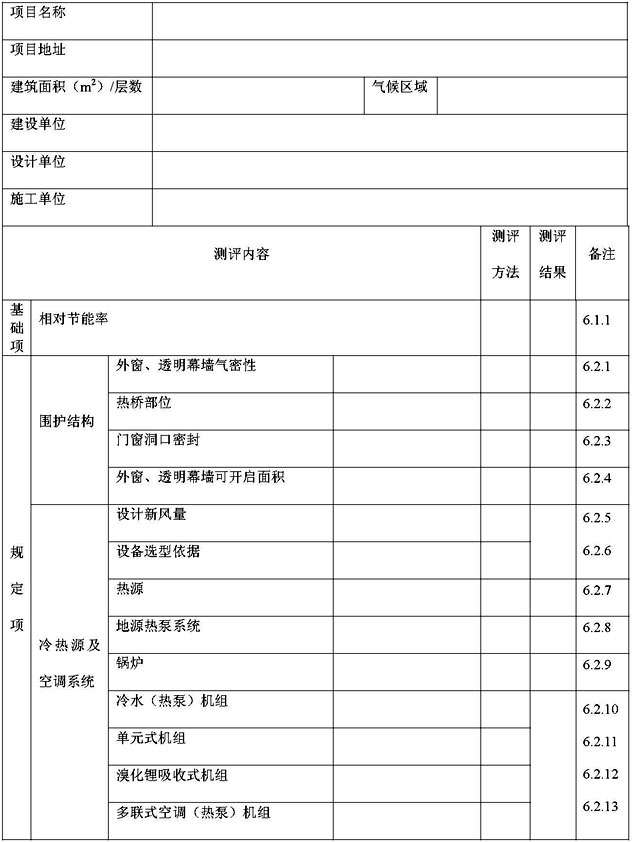 项目名称
项目地址
建筑面积（m²）/层数 气候区域
建设单位
设计单位
施工单位
测评内容 测评方法 测评结果 备注
基础项 相对节能率 6.1.1
规定项 围护结构 外窗、透明幕墙气密性 6.2.1
热桥部位 6.2.2
门窗洞口密封 6.2.3
外窗、透明幕墙可开启面积 6.2.4
冷热源及空调系统 设计新风量 6.2.5
设备选型依据 6.2.6
热源 6.2.7
地源热泵系统 6.2.8
锅炉 6.2.9
冷水（热泵）机组 6.2.10
单元式机组 6.2.11
溴化锂吸收式机组 6.2.12
多联式空调（热泵）机组 6.2.13